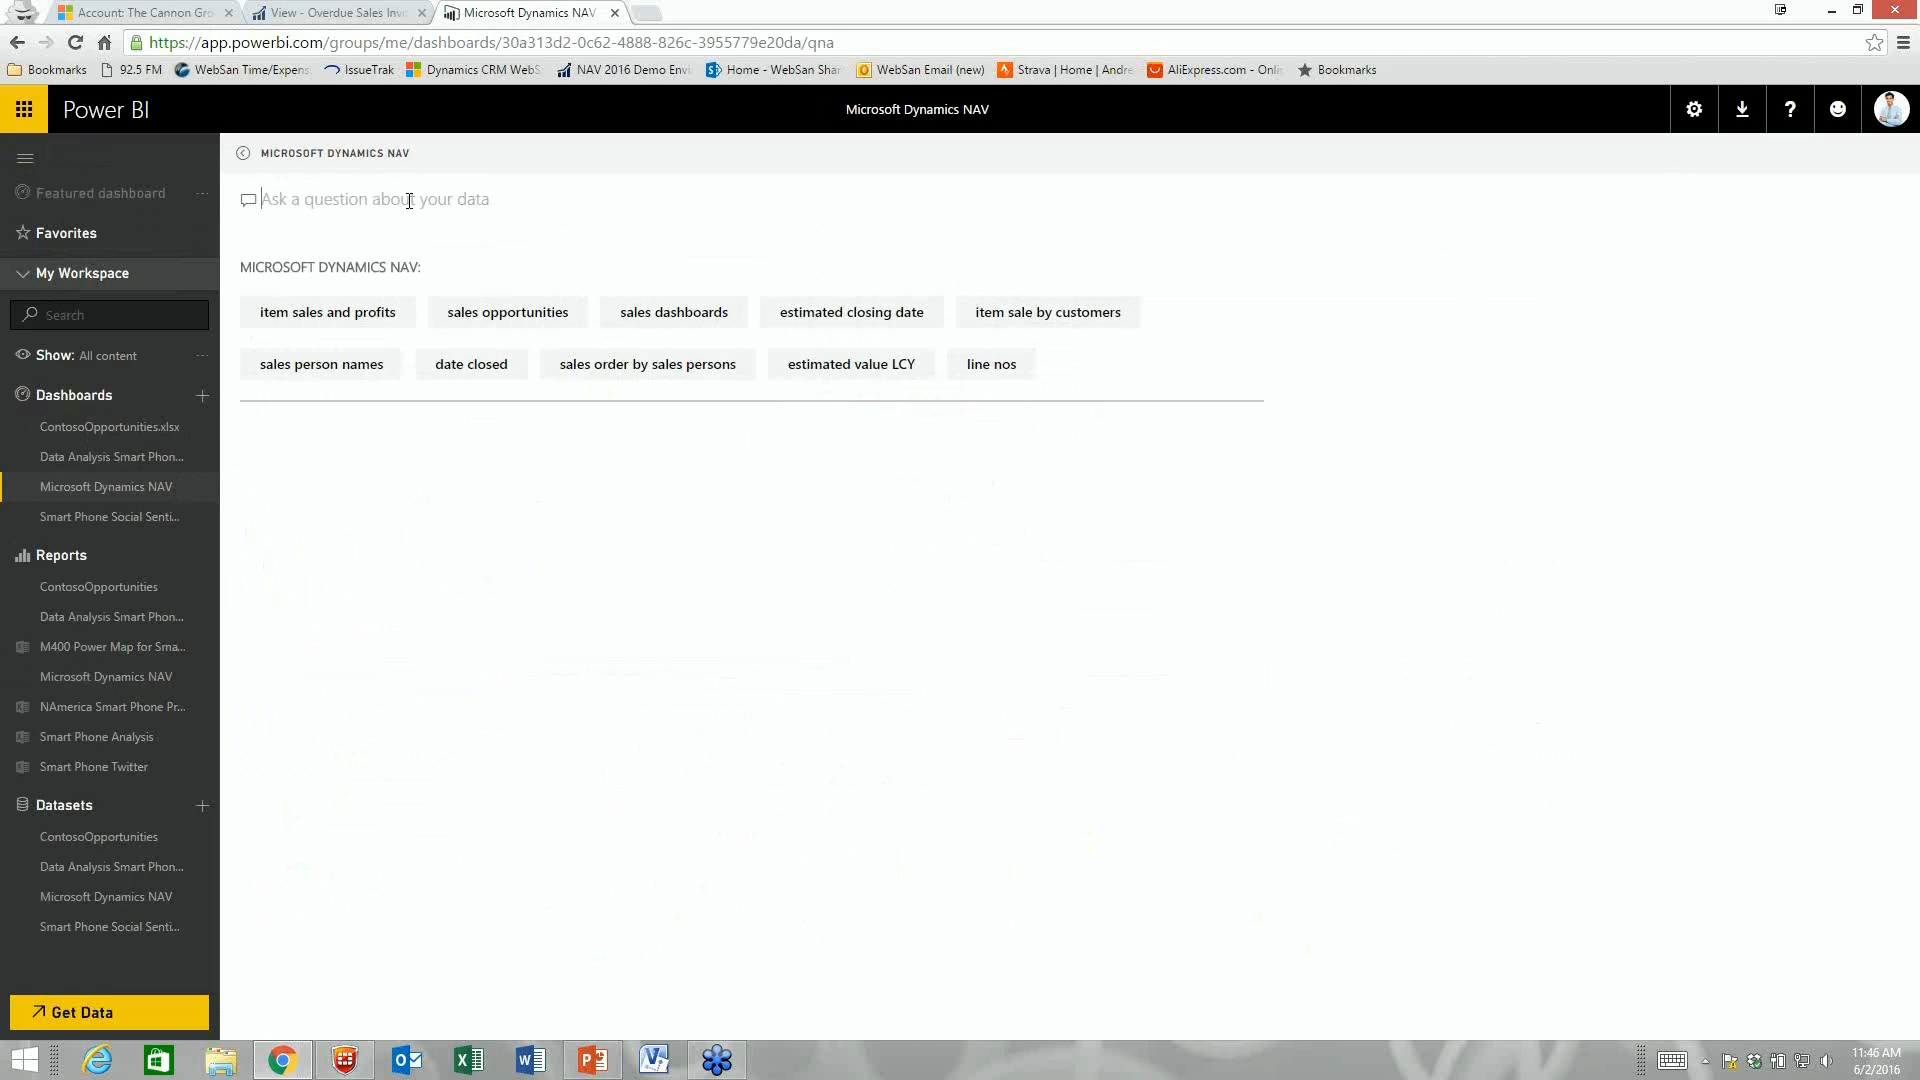 Account: The Cannon Gro
View - Overdue Sales Invo
Microsoft Dynamics NAV
https://app.powerbi.com/groups/me/dashboards/30a313d2-0c62-4888-826c-3955779e20da/qna
Bookmarks
92.5 FM
WebSan Time/Expens
IssueTrak
Dynamics CRM WebS
NAV 2016 Demo Envi
Home - WebSan Shar
WebSan Email (new)
Strava | Home | Andre
AliExpress.com - Onli
Bookmarks
Power BI
Microsoft Dynamics NAV
MICROSOFT DYNAMICS NAV
Ask a question about your data
MICROSOFT DYNAMICS NAV:
item sales and profits
sales opportunities
sales dashboards
estimated closing date
item sale by customers
sales person names
date closed
sales order by sales persons
estimated value LCY
line nos
Featured dashboard
Favorites
My Workspace
Search
Show: All content
Dashboards
ContosoOpportunities.xlsx
Data Analysis Smart Phon...
Microsoft Dynamics NAV
Smart Phone Social Senti...
Reports
ContosoOpportunities
Data Analysis Smart Phon...
M400 Power Map for Sma...
Microsoft Dynamics NAV
NAmerica Smart Phone Pr...
Smart Phone Analysis
Smart Phone Twitter
Datasets
ContosoOpportunities
Data Analysis Smart Phon...
Microsoft Dynamics NAV
Smart Phone Social Senti...
Get Data
11:46 AM
6/2/2016